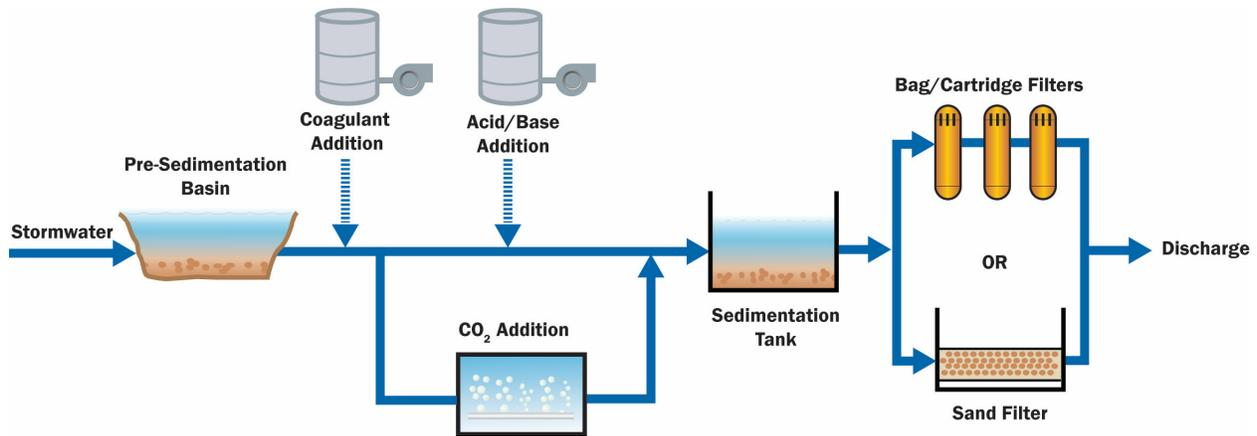 Stormwater
Pre-Sedimentation
Basin
Coagulant
Addition
Acid/Base
Addition
CO₂ Addition
Sedimentation
Tank
Bag/Cartridge Filters
OR
Sand Filter
Discharge